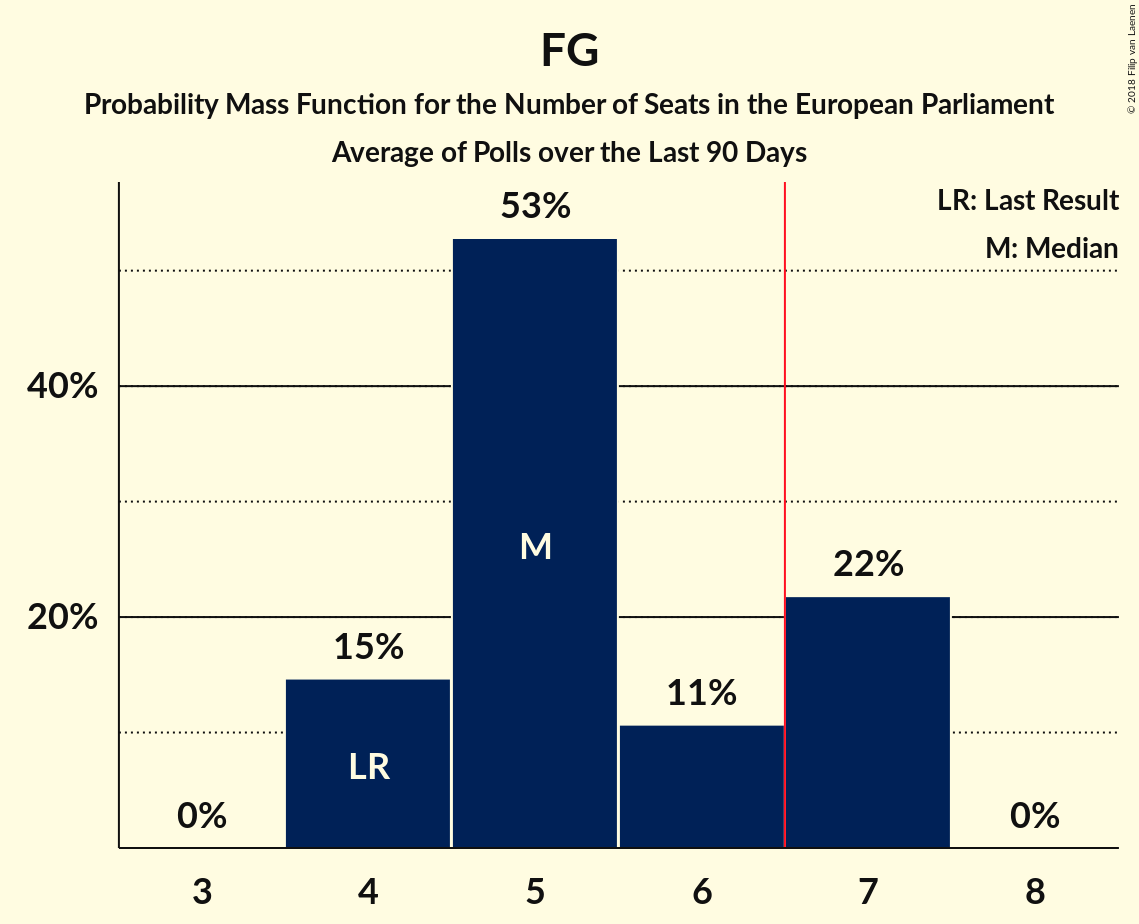 FG
Probability Mass Function for the Number of Seats in the European Parliament
Average of Polls over the Last 90 Days
© 2018 Filip van Laenen
LR: Last Result
M: Median
53%
40%
M
22%
20%
15%
11%
LR
0%
0%
3 4 5 6 7 8